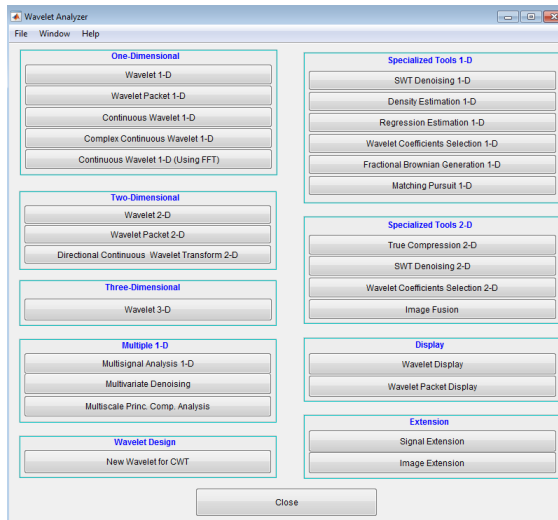 Wavelet Analyzer
File Window Help
One-Dimensional
Wavelet 1-D
Wavelet Packet 1-D
Continuous Wavelet 1-D
Complex Continuous Wavelet 1-D
Continuous Wavelet 1-D (Using FFT)
Two-Dimensional
Wavelet 2-D
Wavelet Packet 2-D
Directional Continuous Wavelet Transform 2-D
Three-Dimensional
Wavelet 3-D
Multiple 1-D
Multisignal Analysis 1-D
Multivariate Denoising
Multiscale Princ. Comp. Analysis
Wavelet Design
New Wavelet for CWT
Specialized Tools 1-D
SWT Denoising 1-D
Density Estimation 1-D
Regression Estimation 1-D
Wavelet Coefficients Selection 1-D
Fractional Brownian Generation 1-D
Matching Pursuit 1-D
Specialized Tools 2-D
True Compression 2-D
SWT Denoising 2-D
Wavelet Coefficients Selection 2-D
Image Fusion
Display
Wavelet Display
Wavelet Packet Display
Extension
Signal Extension
Image Extension
Close